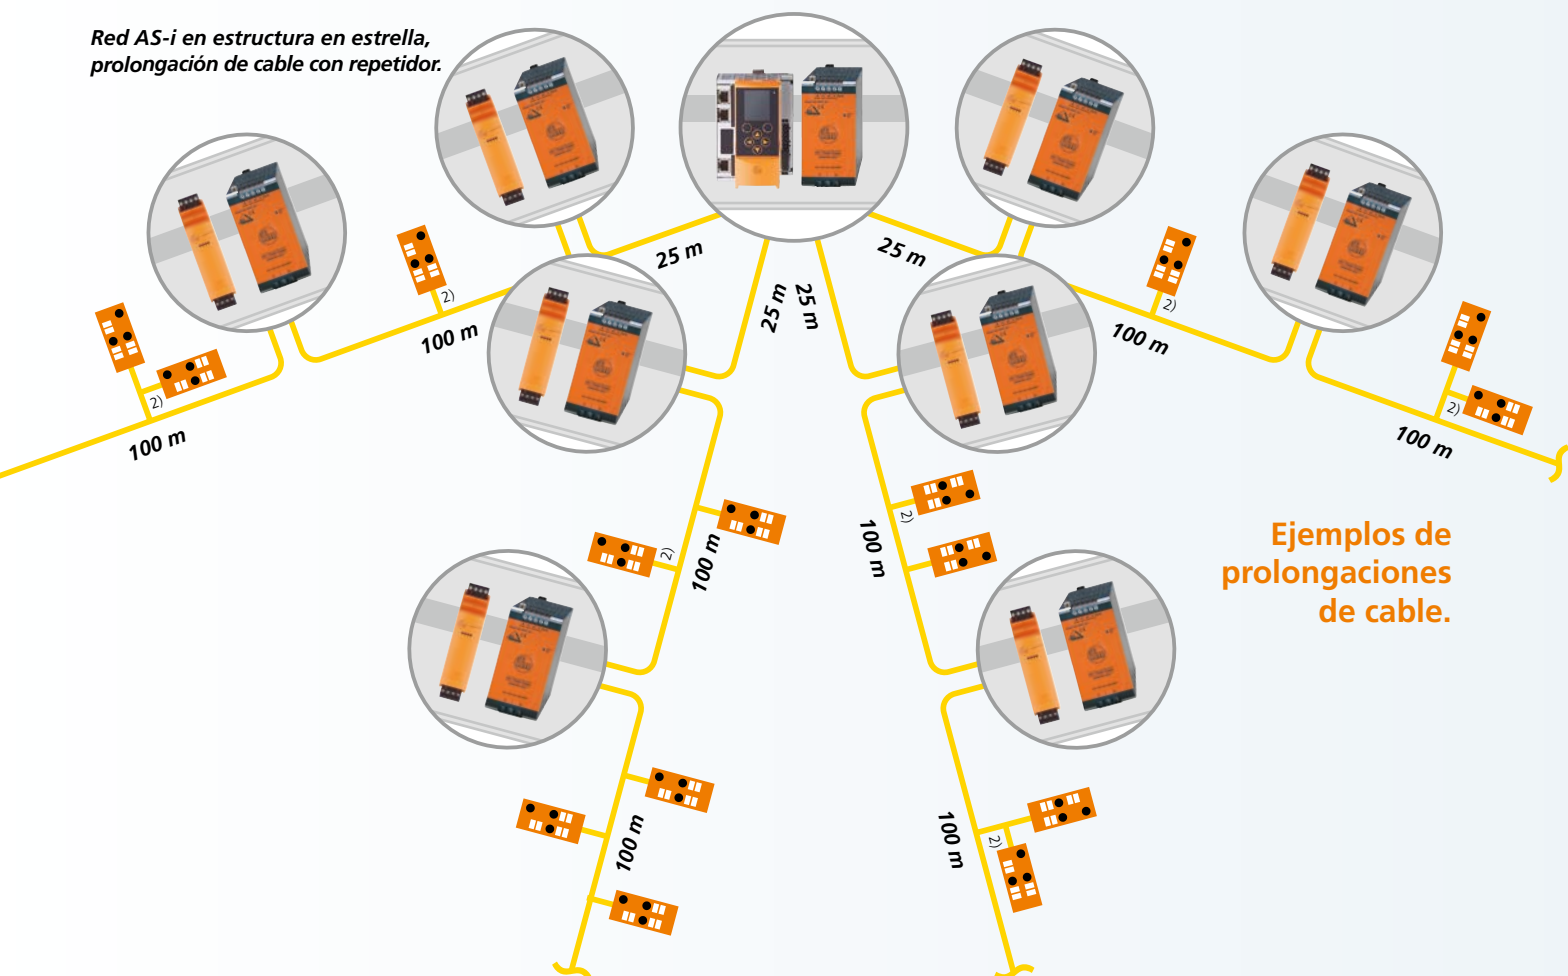 Red AS-i en estructura en estrella,
prolongación de cable con repetidor.
25 m
25 m
25 m
25 m
2)
2)
100 m
100 m
2)
2)
100 m
100 m
2)
2)
100 m
100 m
Ejemplos de
prolongaciones
de cable.
100 m
2)
100 m